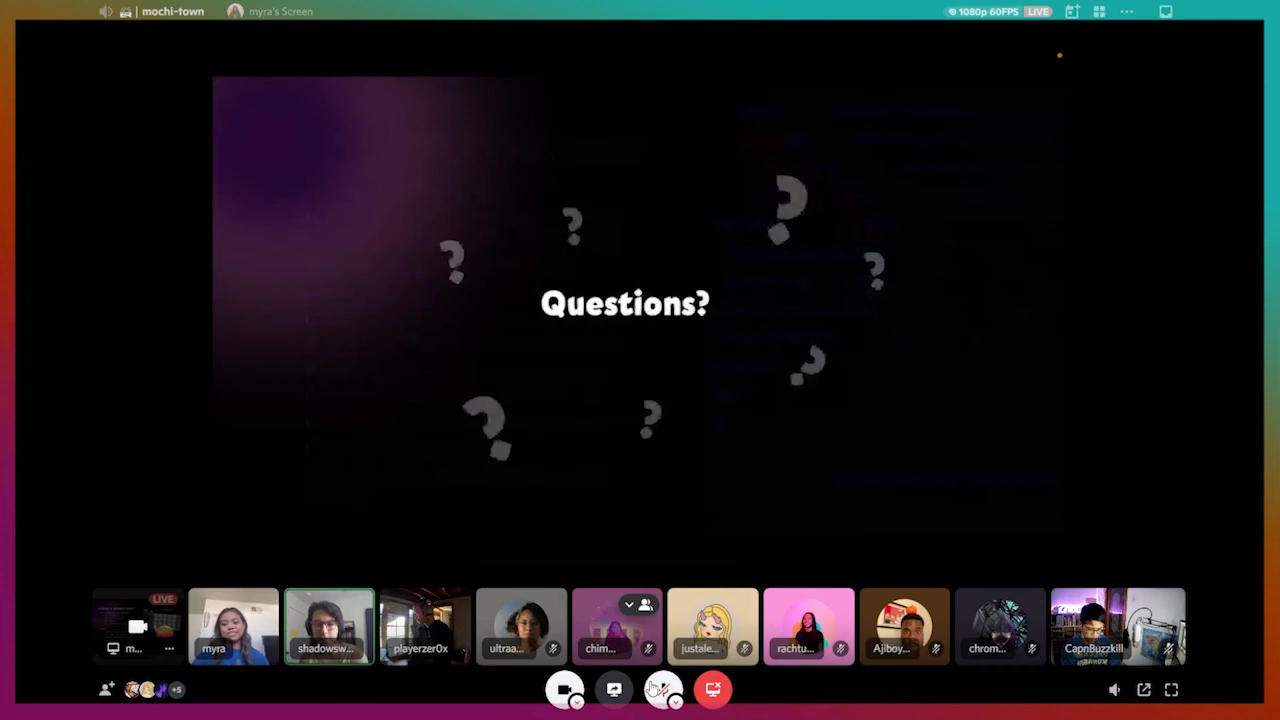 mochi-town
myra's Screen
1080p 60FPS
LIVE
Questions?
LIVE
m...
myra
shadowsw...
playerzer0x
ultraa...
chim...
justale...
rachtu...
Ajiboy...
chrom...
CapnBuzzkill
+5